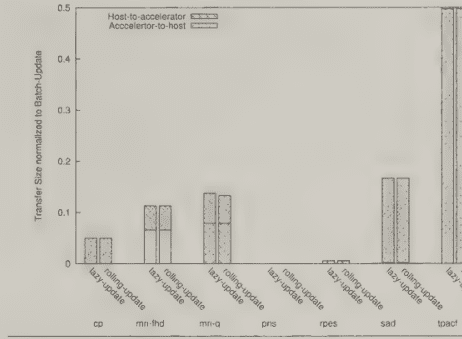 Host-to-accelerator
Acccelertor-to-host
Transfer Size normalized to Batch-Update
0.5
0.4
0.3
0.2
0.1
0
lazy-update
rolling-update
lazy-update
rolling-update
lazy-update
rolling-update
lazy-update
rolling-update
lazy-update
rolling-update
lazy-update
rolling-update
cp
mri-fhd
mri-q
pns
rpes
sad
tpacf